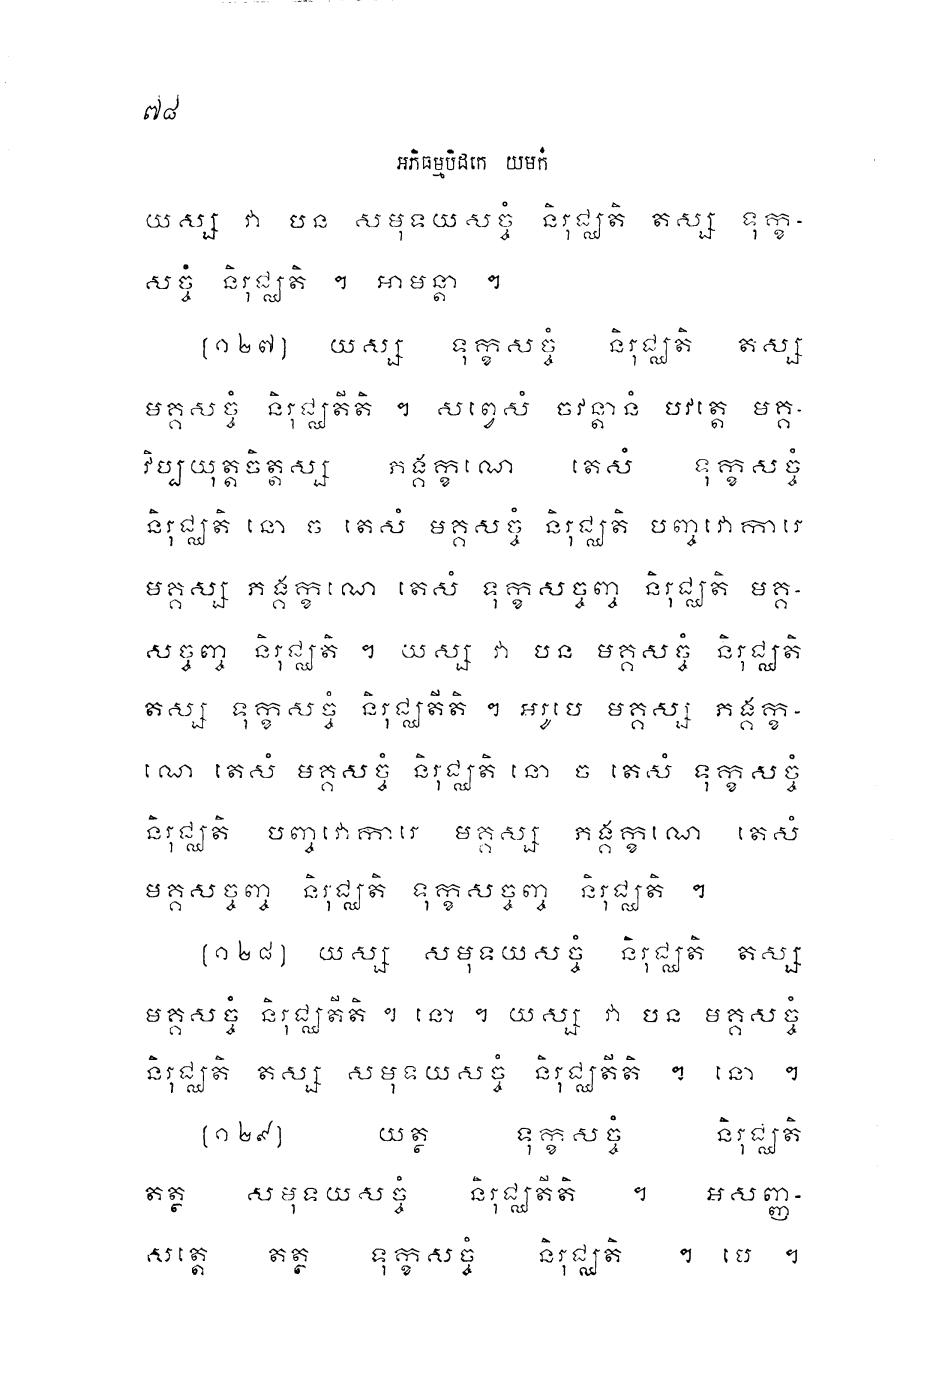 ៧៨
អភិធម្មបិដកេ យមកំ
យស្ស វា បន សមុទយសច្ចំ និរុជ្ឈតិ តស្ស ទុក្ខ-
សច្ចំ និរុជ្ឈតិ ។ អាមន្តា ។
[១២៧] យស្ស ទុក្ខសច្ចំ និរុជ្ឈតិ តស្ស
មគ្គសច្ចំ និរុជ្ឈតីតិ ។ សព្វេសំ ចវន្តានំ បវត្តេ មគ្គ-
វិប្បយុត្តចិត្តស្ស ភង្គក្ខណេ តេសំ ទុក្ខសច្ចំ
និរុជ្ឈតិ នោ ច តេសំ មគ្គសច្ចំ និរុជ្ឈតិ បញ្ចវោការេ
មគ្គស្ស ភង្គក្ខណេ តេសំ ទុក្ខសច្ចញ្ច និរុជ្ឈតិ មគ្គ-
សច្ចញ្ច និរុជ្ឈតិ ។ យស្ស វា បន មគ្គសច្ចំ និរុជ្ឈតិ
តស្ស ទុក្ខសច្ចំ និរុជ្ឈតីតិ ។ អរូបេ មគ្គស្ស ភង្គក្ខ-
ណេ តេសំ មគ្គសច្ចំ និរុជ្ឈតិ នោ ច តេសំ ទុក្ខសច្ចំ
និរុជ្ឈតិ បញ្ចវោការេ មគ្គស្ស ភង្គក្ខណេ តេសំ
មគ្គសច្ចញ្ច និរុជ្ឈតិ ទុក្ខសច្ចញ្ច និរុជ្ឈតិ ។
[១២៨] យស្ស សមុទយសច្ចំ និរុជ្ឈតិ តស្ស
មគ្គសច្ចំ និរុជ្ឈតីតិ ។ នោ ។ យស្ស វា បន មគ្គសច្ចំ
និរុជ្ឈតិ តស្ស សមុទយសច្ចំ និរុជ្ឈតីតិ ។ នោ ។
[១២៩] យត្ថ ទុក្ខសច្ចំ និរុជ្ឈតិ
តត្ថ សមុទយសច្ចំ និរុជ្ឈតីតិ ។ អសញ្ញ-
សត្តេ តត្ថ ទុក្ខសច្ចំ និរុជ្ឈតិ ។ បេ ។